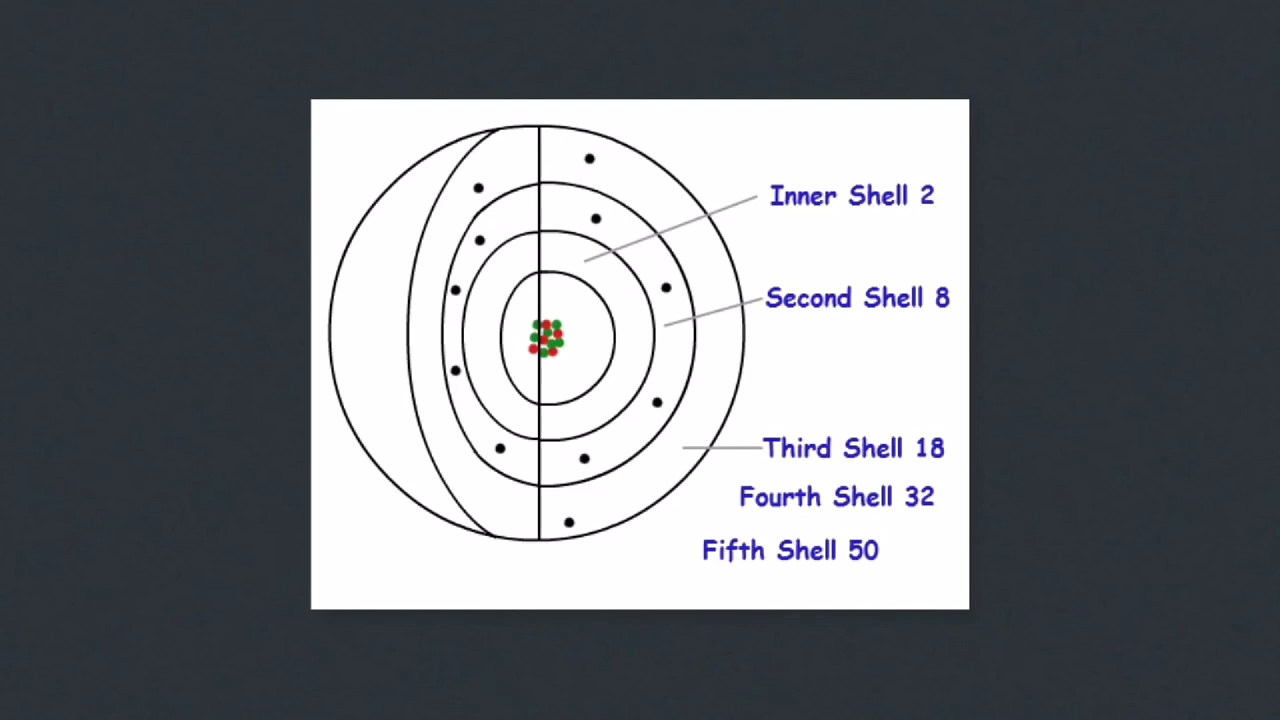 Inner Shell 2
Second Shell 8
Third Shell 18
Fourth Shell 32
Fifth Shell 50